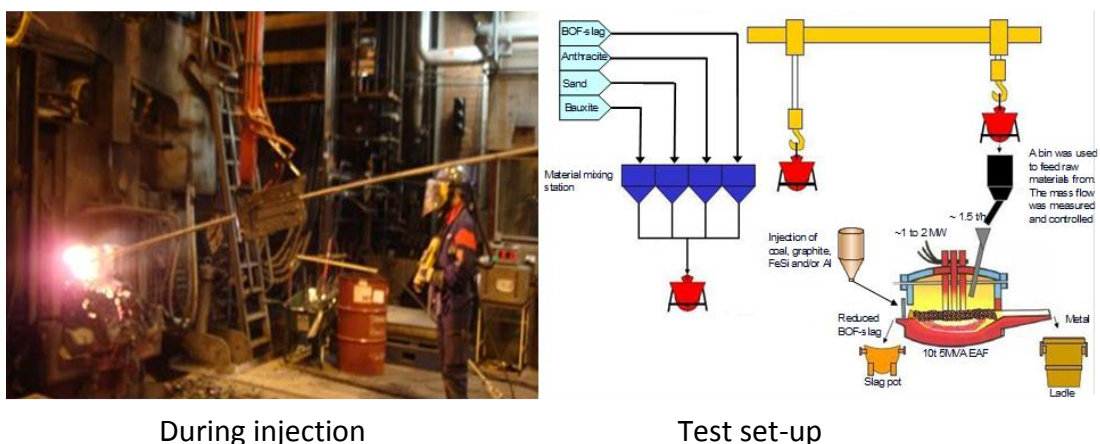 BOF-slag
Anthracite
Sand
Bauxite
Material mixing
station
A bin was used
to feed raw
materials from.
The mass flow
was measured
and controlled
~ 1.5 t/h
~1 to 2 MW
Injection of
coal, graphite,
FeSi and/or Al
Reduced
BOF-slag
Metal
10t 5MVA EAF
Slag pot
Ladle
During injection
Test set-up